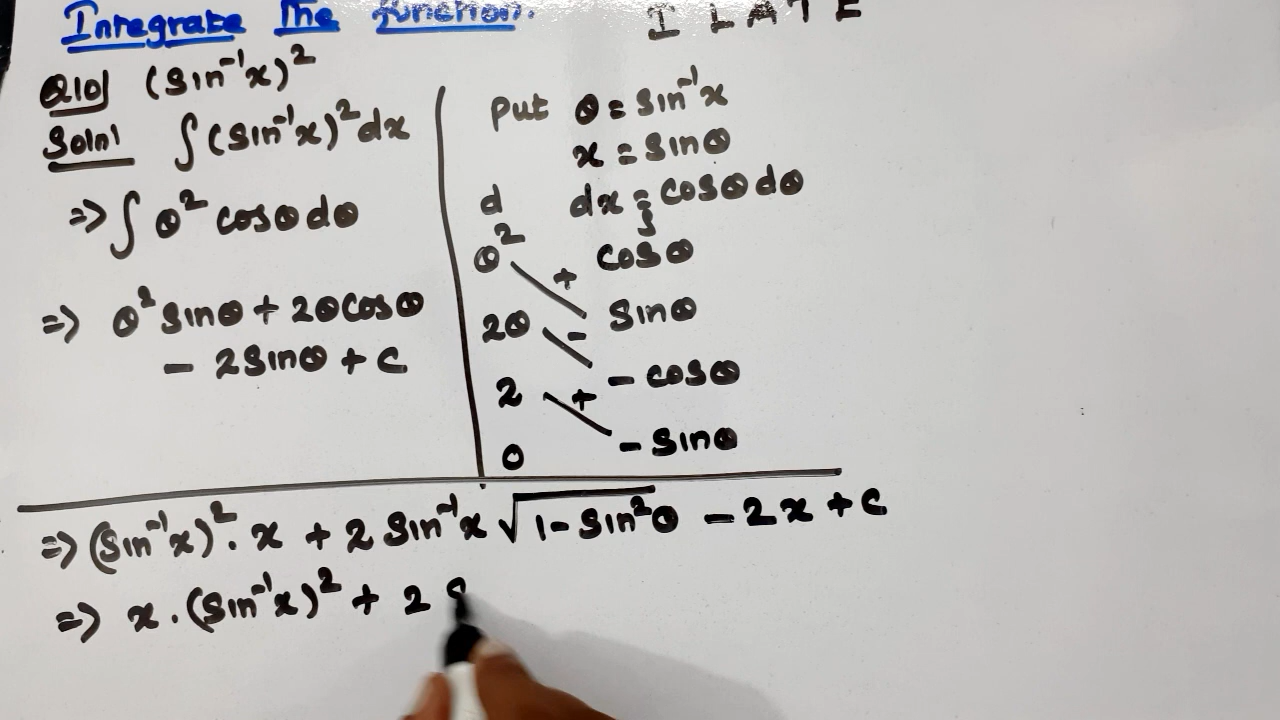 Integrate The function.
I L A T E
Q10) (sin⁻¹x)²
Soln! ∫(sin⁻¹x)²dx
=> ∫ θ² cosθ dθ
=> θ² sinθ + 2θcosθ
- 2sinθ + c
Put θ = sin⁻¹x
x = sinθ
d dx = cosθ dθ
∫
θ² + cosθ
2θ - sinθ
2 + - cosθ
0 - sinθ
=> (sin⁻¹x)². x + 2 sin⁻¹x √1-sin²θ - 2x + c
=> x . (sin⁻¹x)² + 2 s